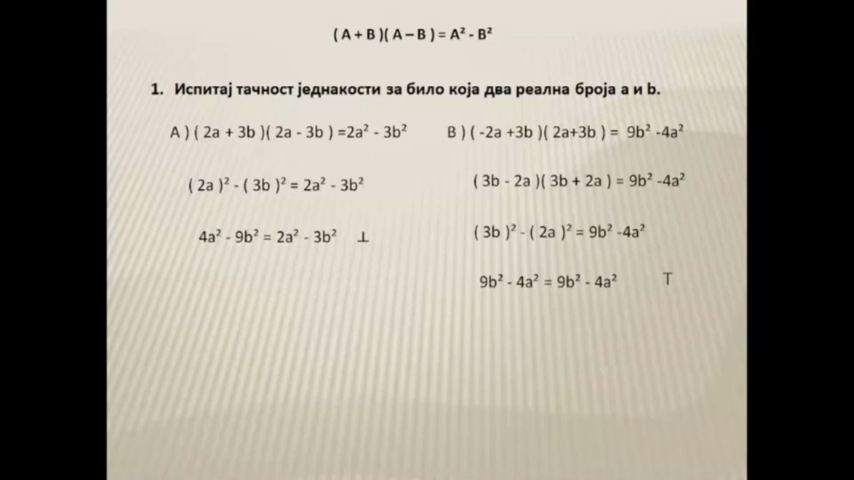 ( A + B )( A – B ) = A² - B²
1. Испитај тачност једнакости за било која два реална броја a и b.
A ) ( 2a + 3b )( 2a - 3b ) =2a² - 3b²
( 2a )² - ( 3b )² = 2a² - 3b²
4a² - 9b² = 2a² - 3b² ⊥
B ) ( -2a +3b )( 2a+3b ) = 9b² -4a²
( 3b - 2a )( 3b + 2a ) = 9b² -4a²
( 3b )² - ( 2a )² = 9b² -4a²
9b² - 4a² = 9b² - 4a² T